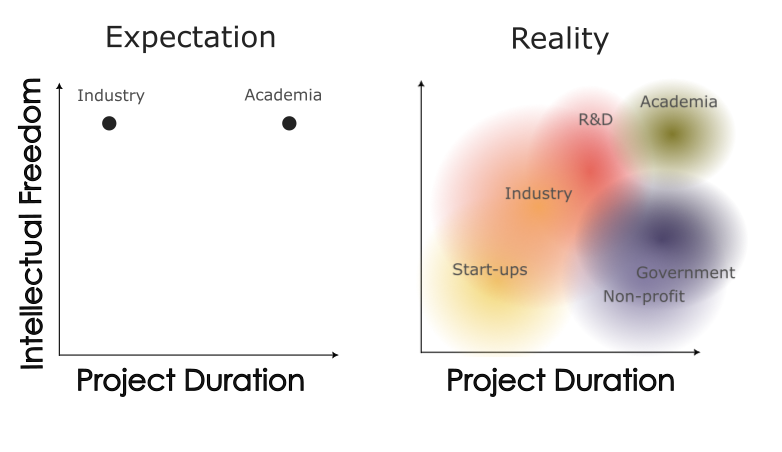 Expectation
Reality
Intellectual Freedom
Industry
Academia
Project Duration
Academia
R&D
Industry
Start-ups
Government
Non-profit
Project Duration